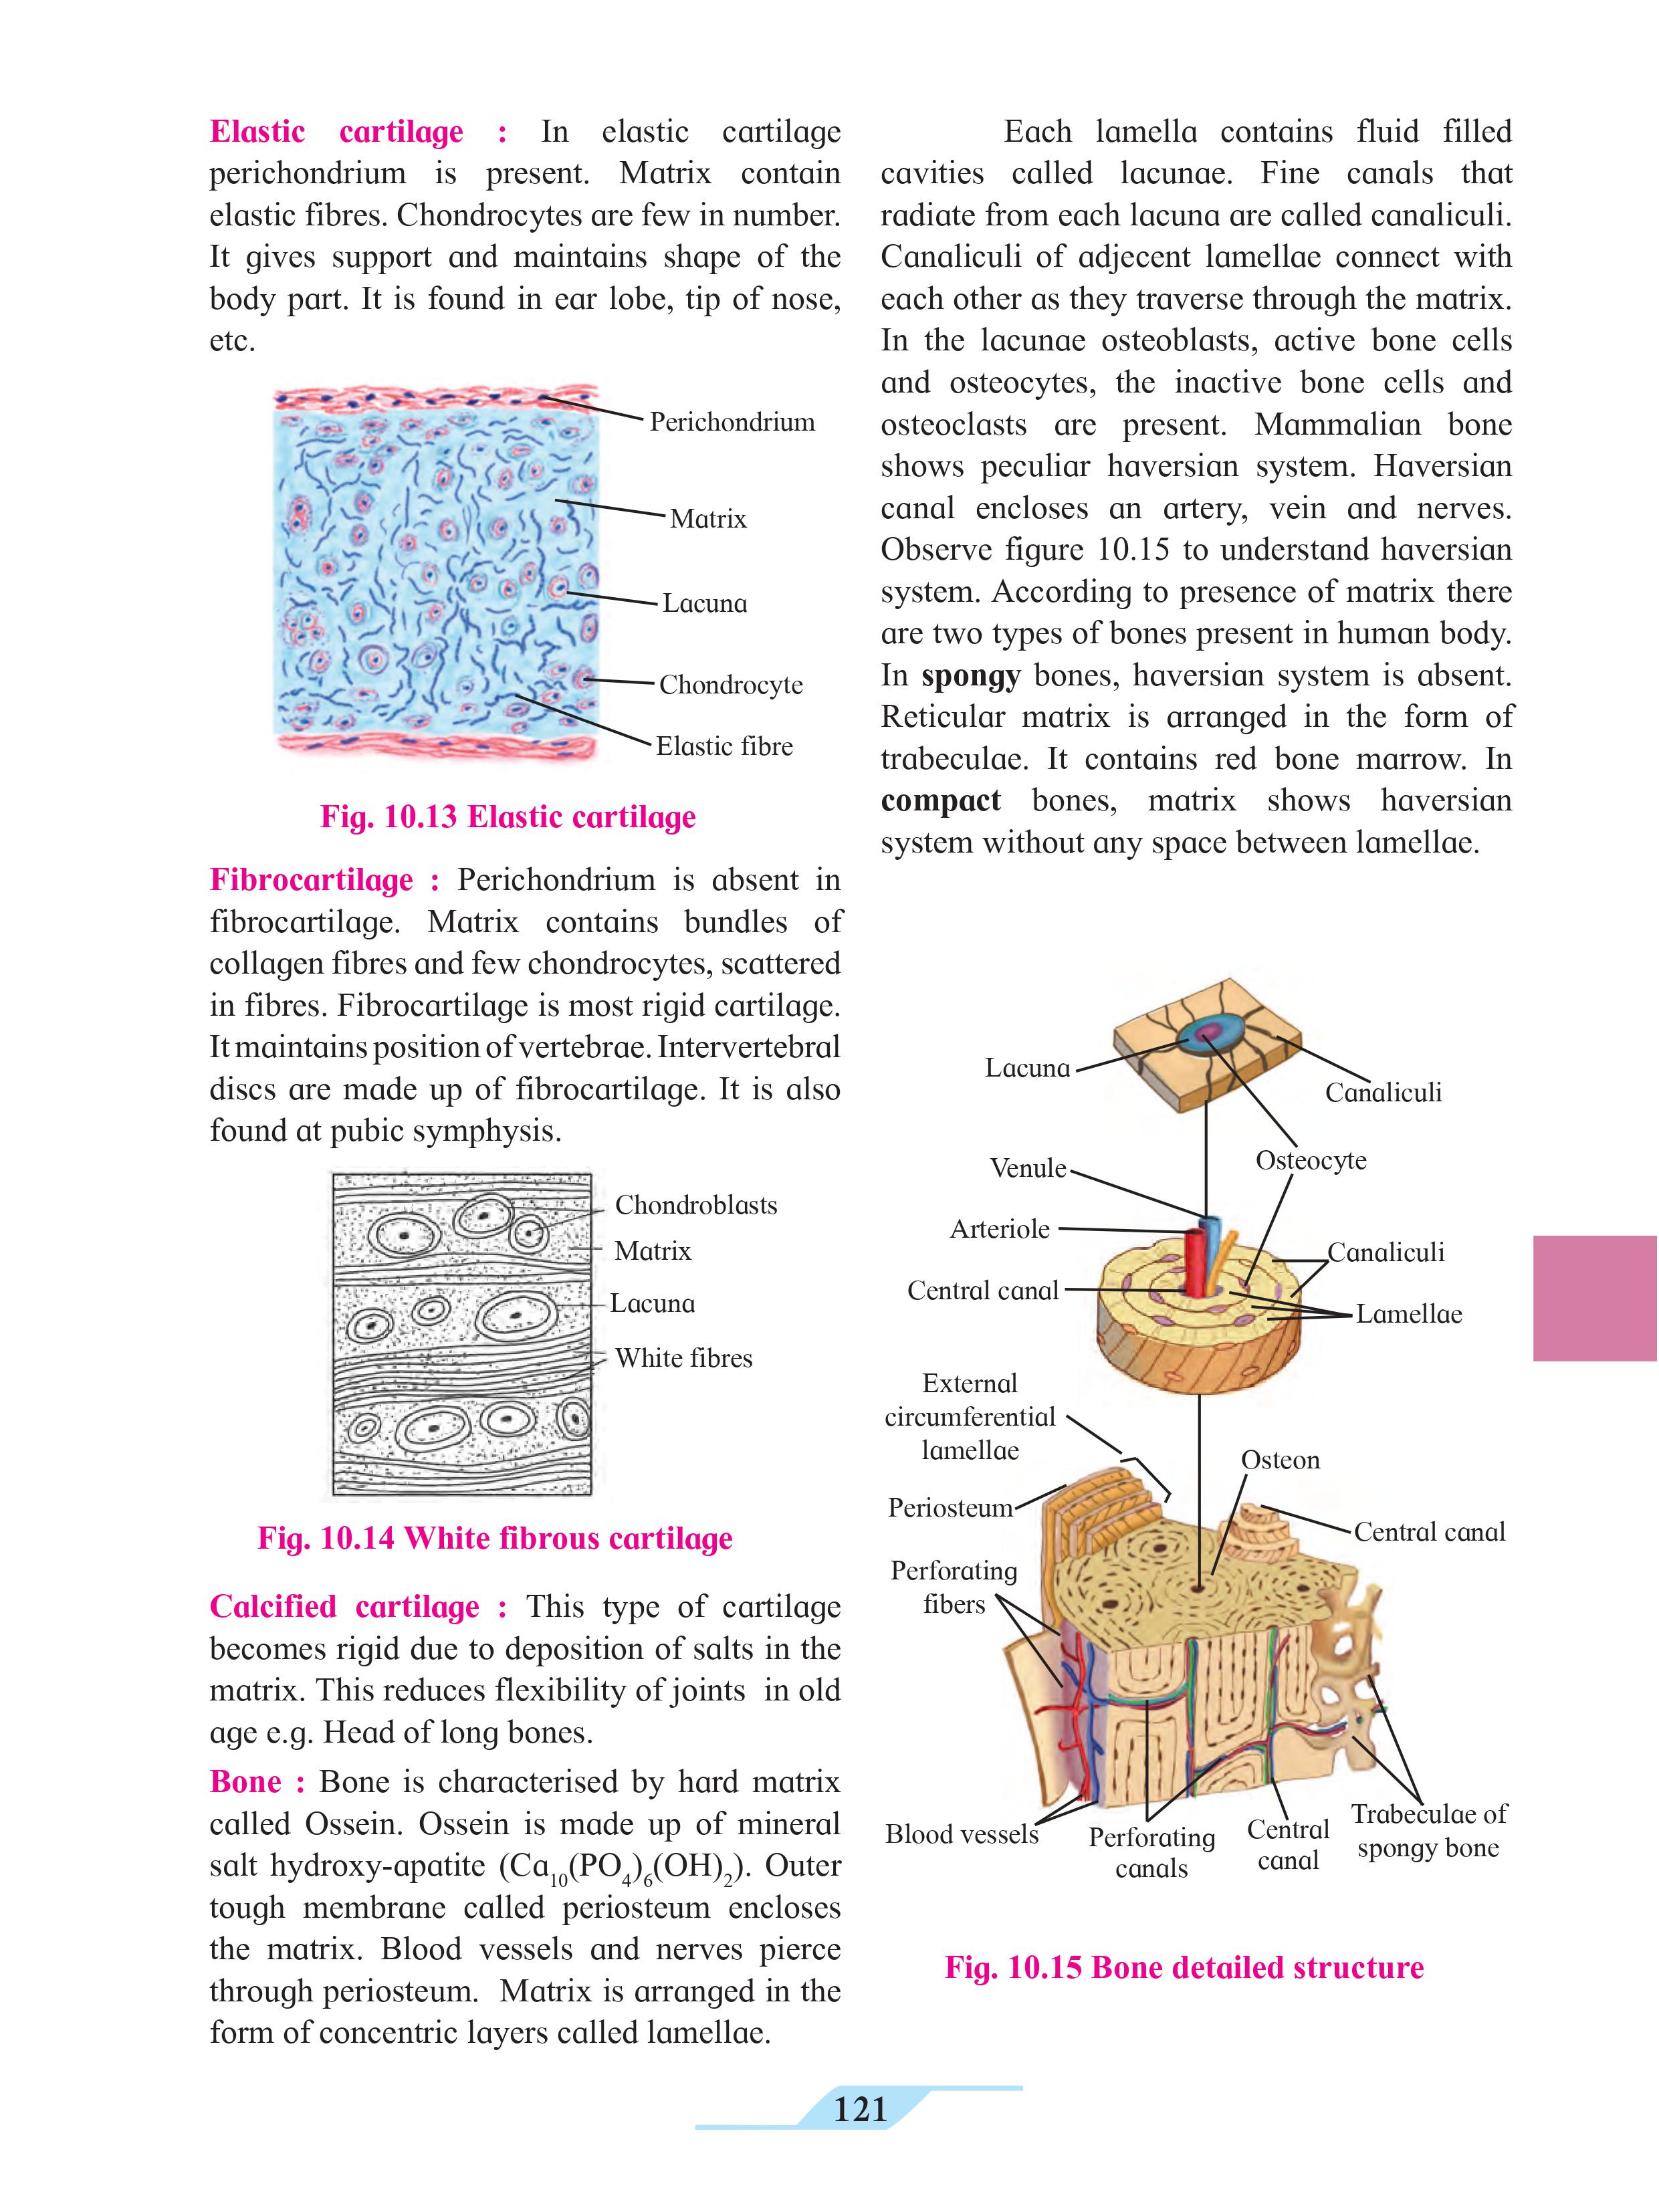 Elastic cartilage : In elastic cartilage
perichondrium is present. Matrix contain
elastic fibres. Chondrocytes are few in number.
It gives support and maintains shape of the
body part. It is found in ear lobe, tip of nose,
etc.
Perichondrium
Matrix
Lacuna
Chondrocyte
Elastic fibre
Fig. 10.13 Elastic cartilage
Fibrocartilage : Perichondrium is absent in
fibrocartilage. Matrix contains bundles of
collagen fibres and few chondrocytes, scattered
in fibres. Fibrocartilage is most rigid cartilage.
It maintains position of vertebrae. Intervertebral
discs are made up of fibrocartilage. It is also
found at pubic symphysis.
Chondroblasts
Matrix
Lacuna
White fibres
Fig. 10.14 White fibrous cartilage
Calcified cartilage : This type of cartilage
becomes rigid due to deposition of salts in the
matrix. This reduces flexibility of joints in old
age e.g. Head of long bones.
Bone : Bone is characterised by hard matrix
called Ossein. Ossein is made up of mineral
salt hydroxy-apatite (Ca₁₀(PO₄)₆(OH)₂). Outer
tough membrane called periosteum encloses
the matrix. Blood vessels and nerves pierce
through periosteum. Matrix is arranged in the
form of concentric layers called lamellae.
Each lamella contains fluid filled
cavities called lacunae. Fine canals that
radiate from each lacuna are called canaliculi.
Canaliculi of adjecent lamellae connect with
each other as they traverse through the matrix.
In the lacunae osteoblasts, active bone cells
and osteocytes, the inactive bone cells and
osteoclasts are present. Mammalian bone
shows peculiar haversian system. Haversian
canal encloses an artery, vein and nerves.
Observe figure 10.15 to understand haversian
system. According to presence of matrix there
are two types of bones present in human body.
In spongy bones, haversian system is absent.
Reticular matrix is arranged in the form of
trabeculae. It contains red bone marrow. In
compact bones, matrix shows haversian
system without any space between lamellae.
Lacuna
Canaliculi
Venule
Osteocyte
Arteriole
Canaliculi
Central canal
Lamellae
External
circumferential
lamellae
Osteon
Periosteum
Central canal
Perforating
fibers
Blood vessels
Perforating
canals
Central
canal
Trabeculae of
spongy bone
Fig. 10.15 Bone detailed structure
121